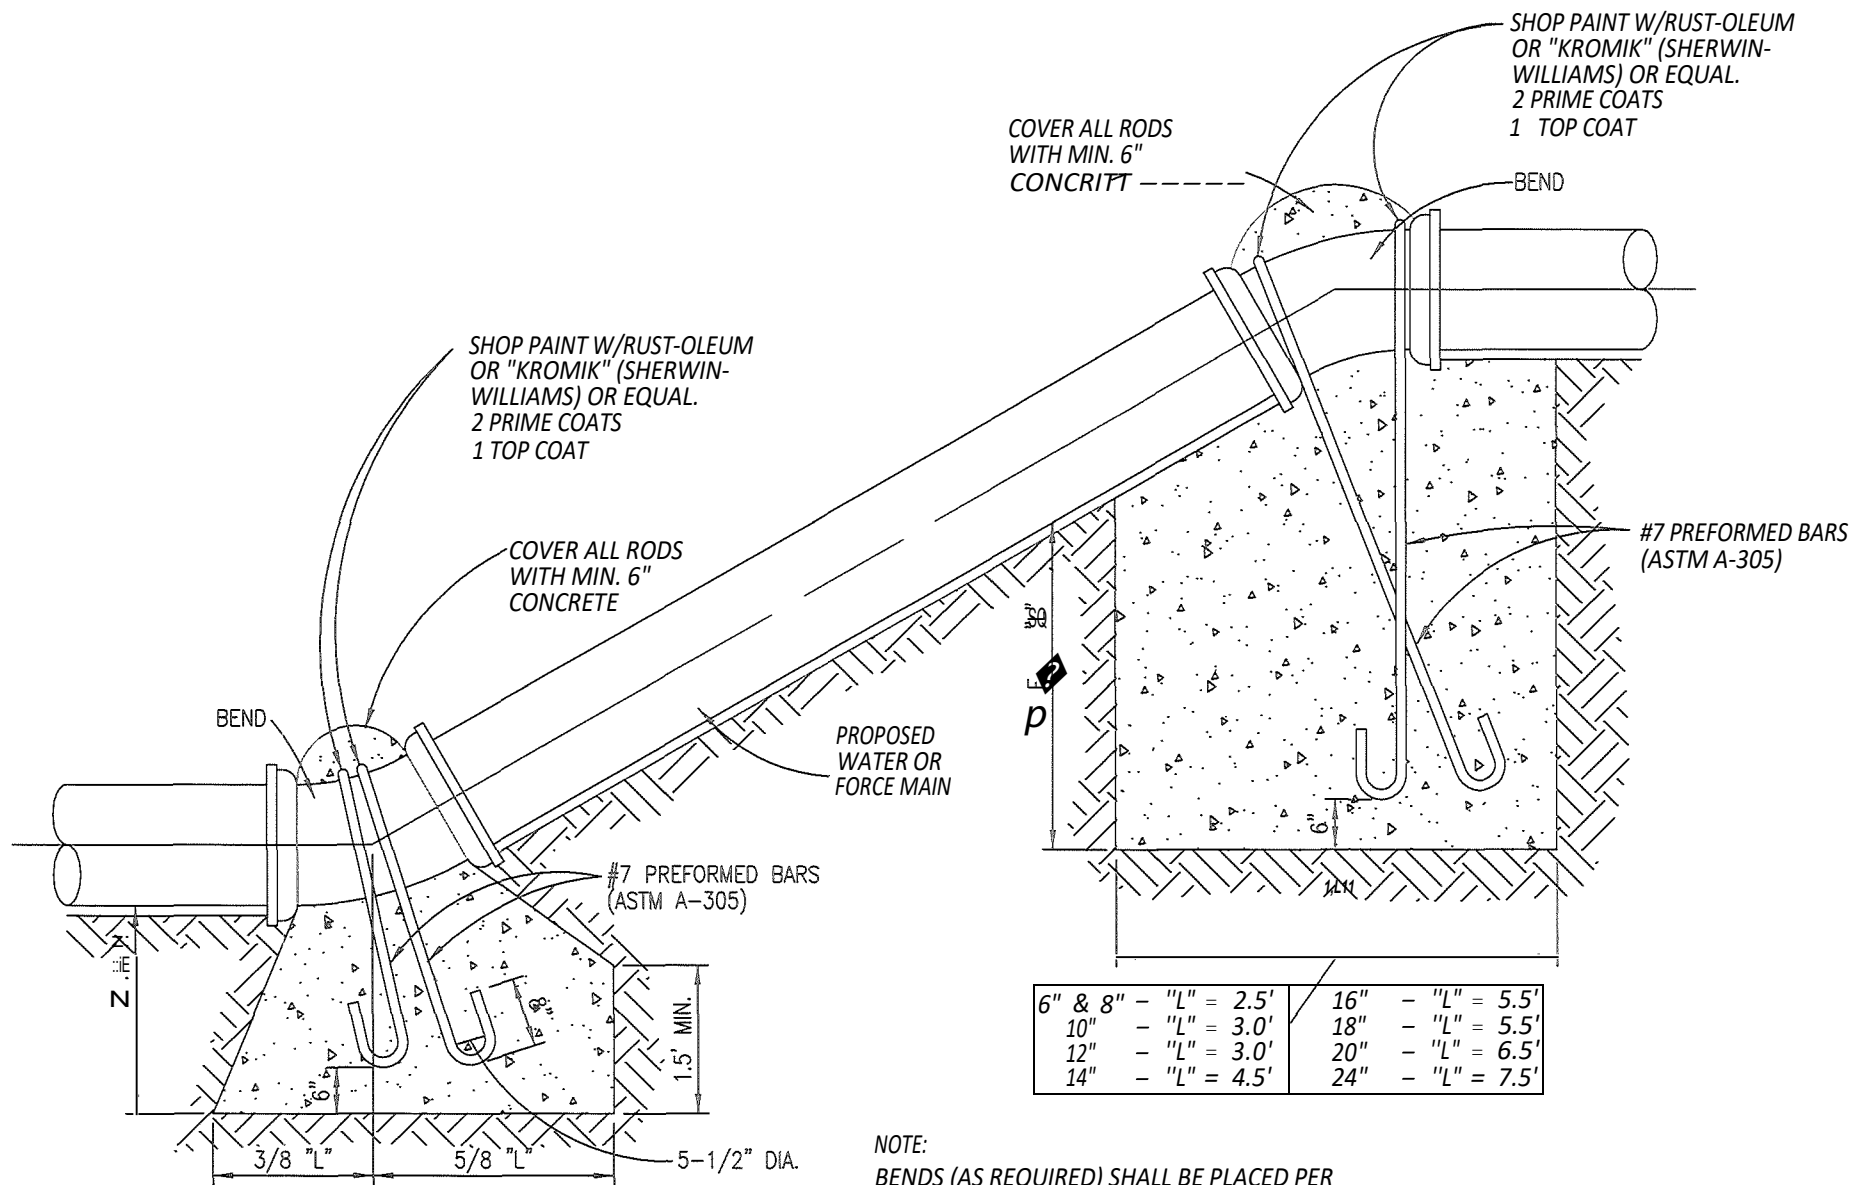 SHOP PAINT W/RUST-OLEUM
OR "KROMIK" (SHERWIN-
WILLIAMS) OR EQUAL.
2 PRIME COATS
1 TOP COAT
COVER ALL RODS
WITH MIN. 6"
CONCRITT
BEND
SHOP PAINT W/RUST-OLEUM
OR "KROMIK" (SHERWIN-
WILLIAMS) OR EQUAL.
2 PRIME COATS
1 TOP COAT
COVER ALL RODS
WITH MIN. 6"
CONCRETE
#7 PREFORMED BARS
(ASTM A-305)
BEND
PROPOSED
WATER OR
FORCE MAIN
p
6"
#7 PREFORMED BARS
(ASTM A-305)
8"
1.5' MIN.
6"
3/8 "L"
5/8 "L"
5-1/2" DIA.
6" & 8" – "L" = 2.5' 16" – "L" = 5.5'
10" – "L" = 3.0' 18" – "L" = 5.5'
12" – "L" = 3.0' 20" – "L" = 6.5'
14" – "L" = 4.5' 24" – "L" = 7.5'
NOTE:
BENDS (AS REQUIRED) SHALL BE PLACED PER